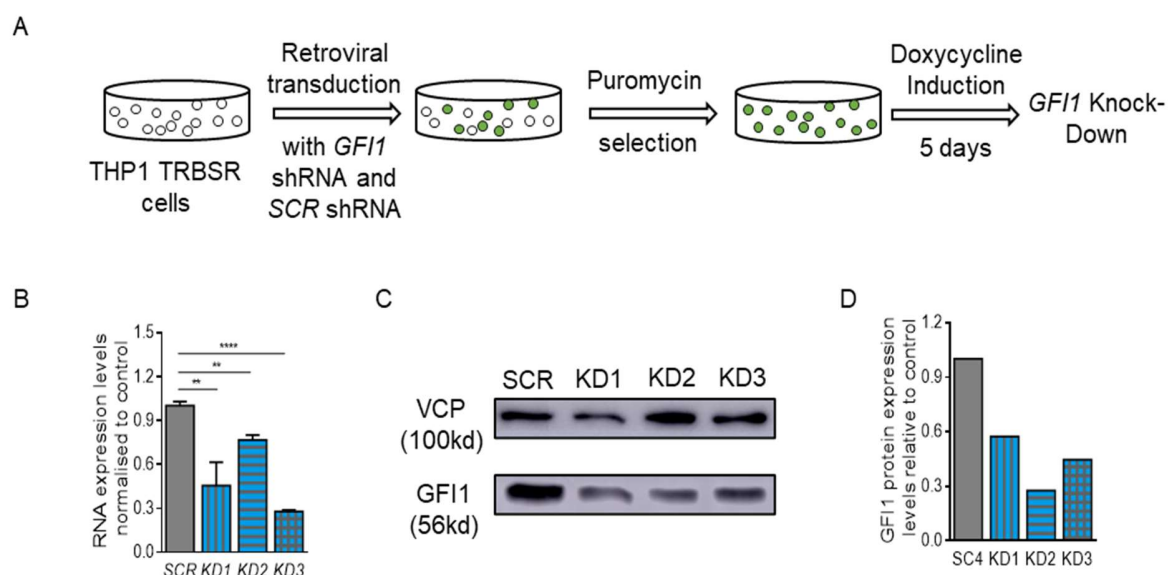 A
Retroviral
transduction
with GFI1
shRNA and
SCR shRNA
THP1 TRBSR
cells
Puromycin
selection
Doxycycline
Induction
5 days
GFI1 Knock-
Down
B
RNA expression levels
normalised to control
1.5
1.2
0.9
0.6
0.3
0.0
****
**
**
SCR KD1 KD2 KD3
C
SCR KD1 KD2 KD3
VCP
(100kd)
GFI1
(56kd)
D
GFI1 protein expression
levels relative to control
1.2
0.9
0.6
0.3
0.0
SC4 KD1 KD2 KD3